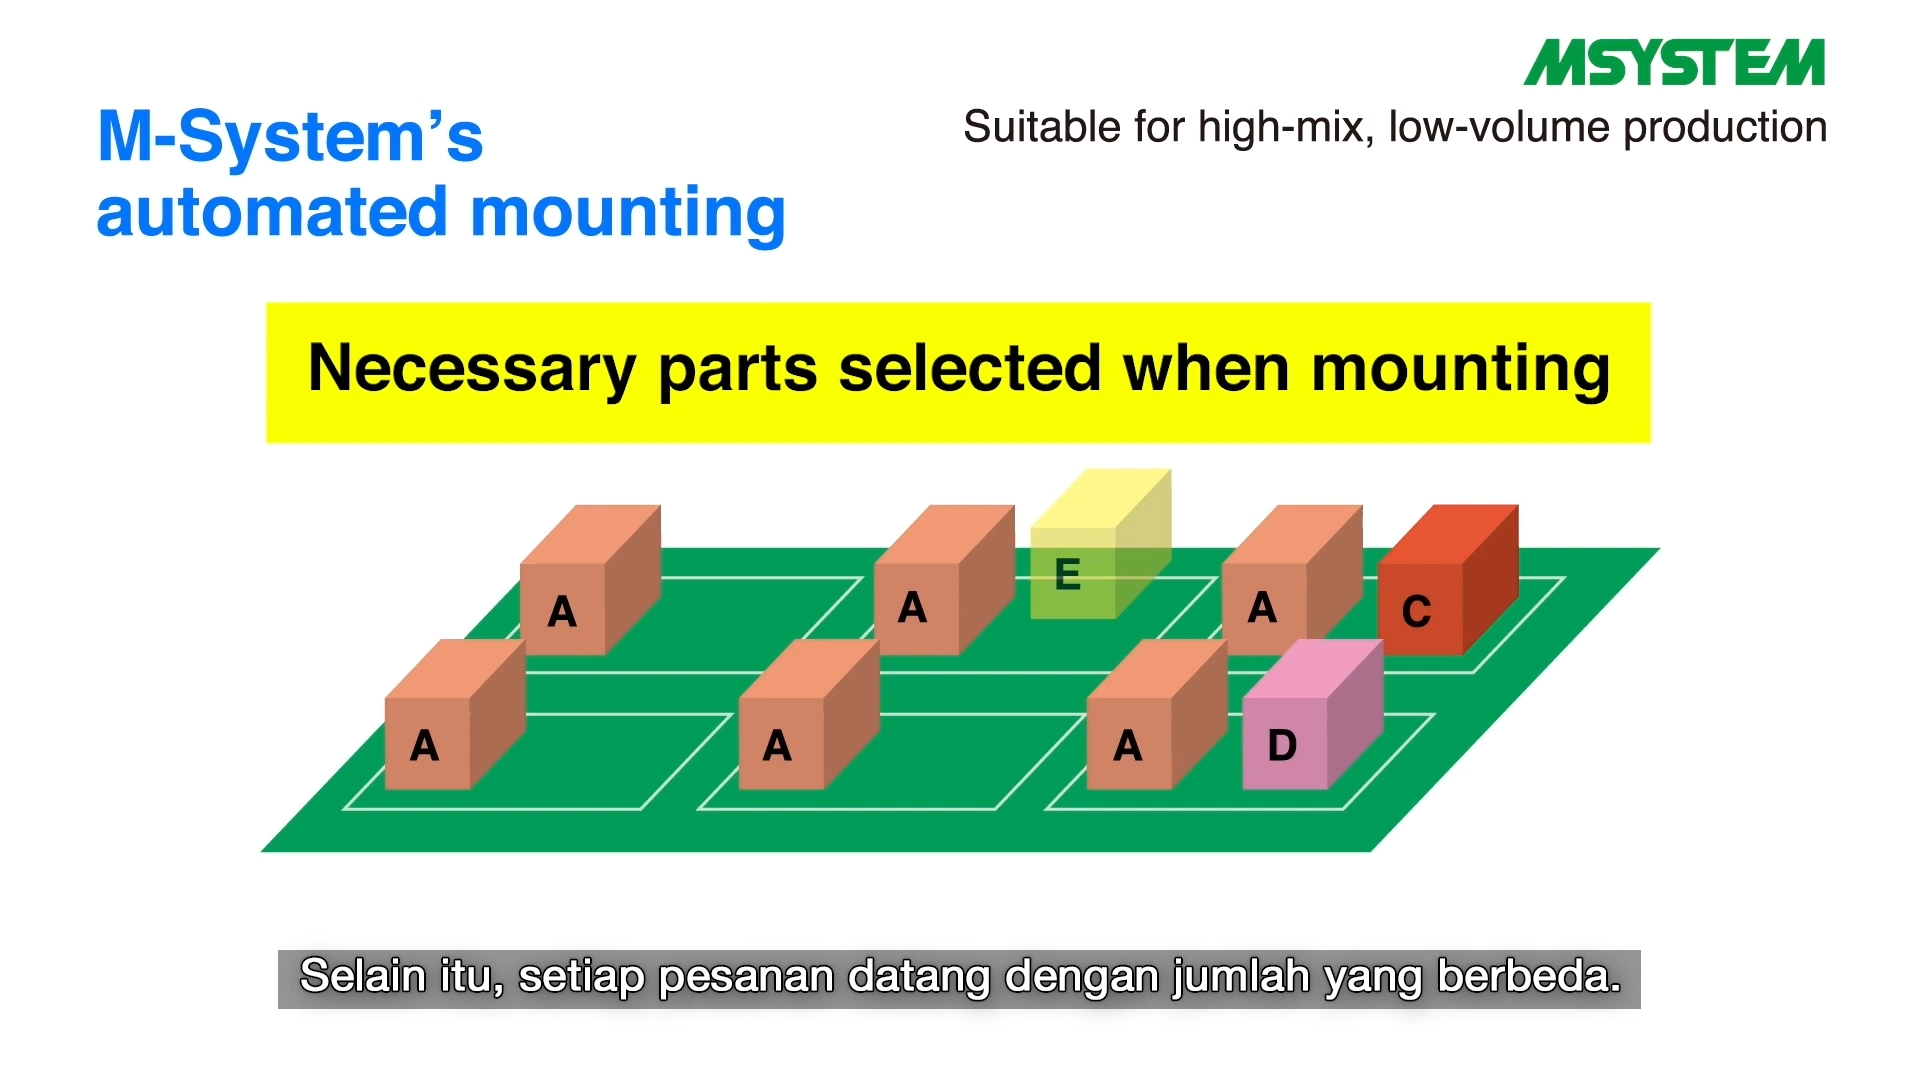 MSYSTEM
Suitable for high-mix, low-volume production
M-System’s
automated mounting
Necessary parts selected when mounting
A A E A C
A A A D
Selain itu, setiap pesanan datang dengan jumlah yang berbeda.